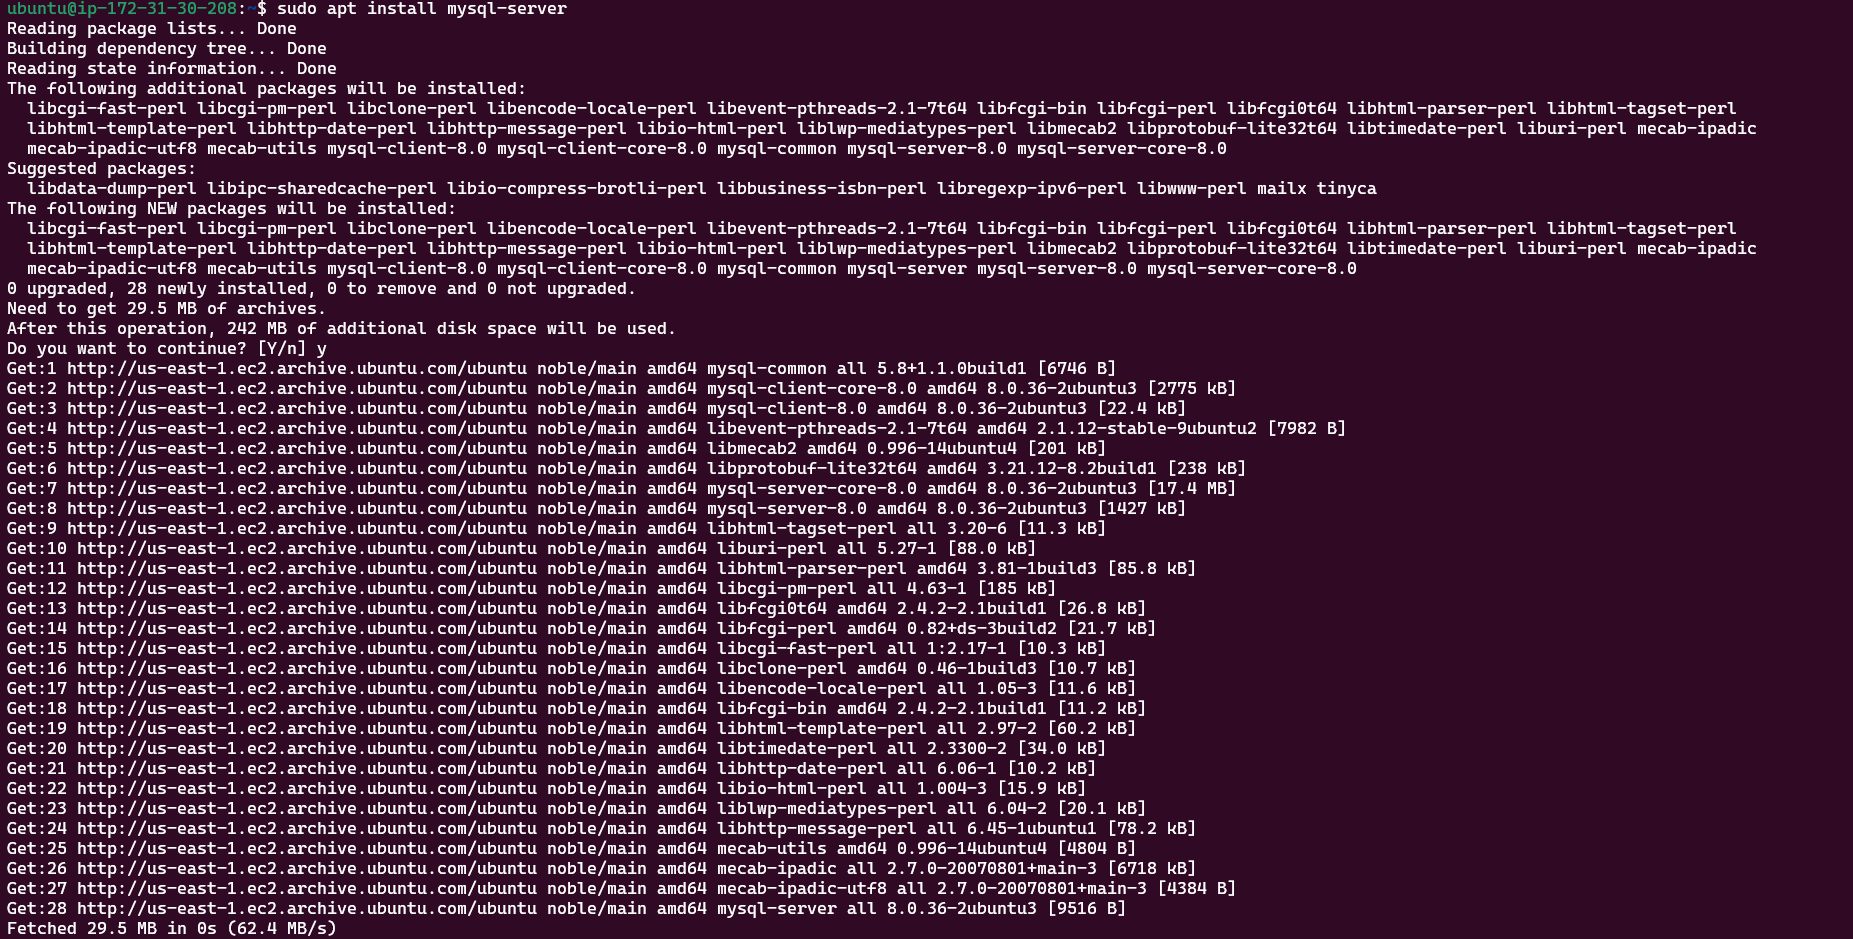 ubuntu@ip-172-31-30-208:~$ sudo apt install mysql-server
Reading package lists... Done
Building dependency tree... Done
Reading state information... Done
The following additional packages will be installed:
  libcgi-fast-perl libcgi-pm-perl libclone-perl libencode-locale-perl libevent-pthreads-2.1-7t64 libfcgi-bin libfcgi-perl libfcgi0t64 libhtml-parser-perl libhtml-tagset-perl
  libhtml-template-perl libhttp-date-perl libhttp-message-perl libio-html-perl liblwp-mediatypes-perl libmecab2 libprotobuf-lite32t64 libtimedate-perl liburi-perl mecab-ipadic
  mecab-ipadic-utf8 mecab-utils mysql-client-8.0 mysql-client-core-8.0 mysql-common mysql-server-8.0 mysql-server-core-8.0
Suggested packages:
  libdata-dump-perl libipc-sharedcache-perl libio-compress-brotli-perl libbusiness-isbn-perl libregexp-ipv6-perl libwww-perl mailx tinyca
The following NEW packages will be installed:
  libcgi-fast-perl libcgi-pm-perl libclone-perl libencode-locale-perl libevent-pthreads-2.1-7t64 libfcgi-bin libfcgi-perl libfcgi0t64 libhtml-parser-perl libhtml-tagset-perl
  libhtml-template-perl libhttp-date-perl libhttp-message-perl libio-html-perl liblwp-mediatypes-perl libmecab2 libprotobuf-lite32t64 libtimedate-perl liburi-perl mecab-ipadic
  mecab-ipadic-utf8 mecab-utils mysql-client-8.0 mysql-client-core-8.0 mysql-common mysql-server mysql-server-8.0 mysql-server-core-8.0
0 upgraded, 28 newly installed, 0 to remove and 0 not upgraded.
Need to get 29.5 MB of archives.
After this operation, 242 MB of additional disk space will be used.
Do you want to continue? [Y/n] y
Get:1 http://us-east-1.ec2.archive.ubuntu.com/ubuntu noble/main amd64 mysql-common all 5.8+1.1.0build1 [6746 B]
Get:2 http://us-east-1.ec2.archive.ubuntu.com/ubuntu noble/main amd64 mysql-client-core-8.0 amd64 8.0.36-2ubuntu3 [2775 kB]
Get:3 http://us-east-1.ec2.archive.ubuntu.com/ubuntu noble/main amd64 mysql-client-8.0 amd64 8.0.36-2ubuntu3 [22.4 kB]
Get:4 http://us-east-1.ec2.archive.ubuntu.com/ubuntu noble/main amd64 libevent-pthreads-2.1-7t64 amd64 2.1.12-stable-9ubuntu2 [7982 B]
Get:5 http://us-east-1.ec2.archive.ubuntu.com/ubuntu noble/main amd64 libmecab2 amd64 0.996-14ubuntu4 [201 kB]
Get:6 http://us-east-1.ec2.archive.ubuntu.com/ubuntu noble/main amd64 libprotobuf-lite32t64 amd64 3.21.12-8.2build1 [238 kB]
Get:7 http://us-east-1.ec2.archive.ubuntu.com/ubuntu noble/main amd64 mysql-server-core-8.0 amd64 8.0.36-2ubuntu3 [17.4 MB]
Get:8 http://us-east-1.ec2.archive.ubuntu.com/ubuntu noble/main amd64 mysql-server-8.0 amd64 8.0.36-2ubuntu3 [1427 kB]
Get:9 http://us-east-1.ec2.archive.ubuntu.com/ubuntu noble/main amd64 libhtml-tagset-perl all 3.20-6 [11.3 kB]
Get:10 http://us-east-1.ec2.archive.ubuntu.com/ubuntu noble/main amd64 liburi-perl all 5.27-1 [88.0 kB]
Get:11 http://us-east-1.ec2.archive.ubuntu.com/ubuntu noble/main amd64 libhtml-parser-perl amd64 3.81-1build3 [85.8 kB]
Get:12 http://us-east-1.ec2.archive.ubuntu.com/ubuntu noble/main amd64 libcgi-pm-perl all 4.63-1 [185 kB]
Get:13 http://us-east-1.ec2.archive.ubuntu.com/ubuntu noble/main amd64 libfcgi0t64 amd64 2.4.2-2.1build1 [26.8 kB]
Get:14 http://us-east-1.ec2.archive.ubuntu.com/ubuntu noble/main amd64 libfcgi-perl amd64 0.82+ds-3build2 [21.7 kB]
Get:15 http://us-east-1.ec2.archive.ubuntu.com/ubuntu noble/main amd64 libcgi-fast-perl all 1:2.17-1 [10.3 kB]
Get:16 http://us-east-1.ec2.archive.ubuntu.com/ubuntu noble/main amd64 libclone-perl amd64 0.46-1build3 [10.7 kB]
Get:17 http://us-east-1.ec2.archive.ubuntu.com/ubuntu noble/main amd64 libencode-locale-perl all 1.05-3 [11.6 kB]
Get:18 http://us-east-1.ec2.archive.ubuntu.com/ubuntu noble/main amd64 libfcgi-bin amd64 2.4.2-2.1build1 [11.2 kB]
Get:19 http://us-east-1.ec2.archive.ubuntu.com/ubuntu noble/main amd64 libhtml-template-perl all 2.97-2 [60.2 kB]
Get:20 http://us-east-1.ec2.archive.ubuntu.com/ubuntu noble/main amd64 libtimedate-perl all 2.3300-2 [34.0 kB]
Get:21 http://us-east-1.ec2.archive.ubuntu.com/ubuntu noble/main amd64 libhttp-date-perl all 6.06-1 [10.2 kB]
Get:22 http://us-east-1.ec2.archive.ubuntu.com/ubuntu noble/main amd64 libio-html-perl all 1.004-3 [15.9 kB]
Get:23 http://us-east-1.ec2.archive.ubuntu.com/ubuntu noble/main amd64 liblwp-mediatypes-perl all 6.04-2 [20.1 kB]
Get:24 http://us-east-1.ec2.archive.ubuntu.com/ubuntu noble/main amd64 libhttp-message-perl all 6.45-1ubuntu1 [78.2 kB]
Get:25 http://us-east-1.ec2.archive.ubuntu.com/ubuntu noble/main amd64 mecab-utils amd64 0.996-14ubuntu4 [4804 B]
Get:26 http://us-east-1.ec2.archive.ubuntu.com/ubuntu noble/main amd64 mecab-ipadic all 2.7.0-20070801+main-3 [6718 kB]
Get:27 http://us-east-1.ec2.archive.ubuntu.com/ubuntu noble/main amd64 mecab-ipadic-utf8 all 2.7.0-20070801+main-3 [4384 B]
Get:28 http://us-east-1.ec2.archive.ubuntu.com/ubuntu noble/main amd64 mysql-server all 8.0.36-2ubuntu3 [9516 B]
Fetched 29.5 MB in 0s (62.4 MB/s)